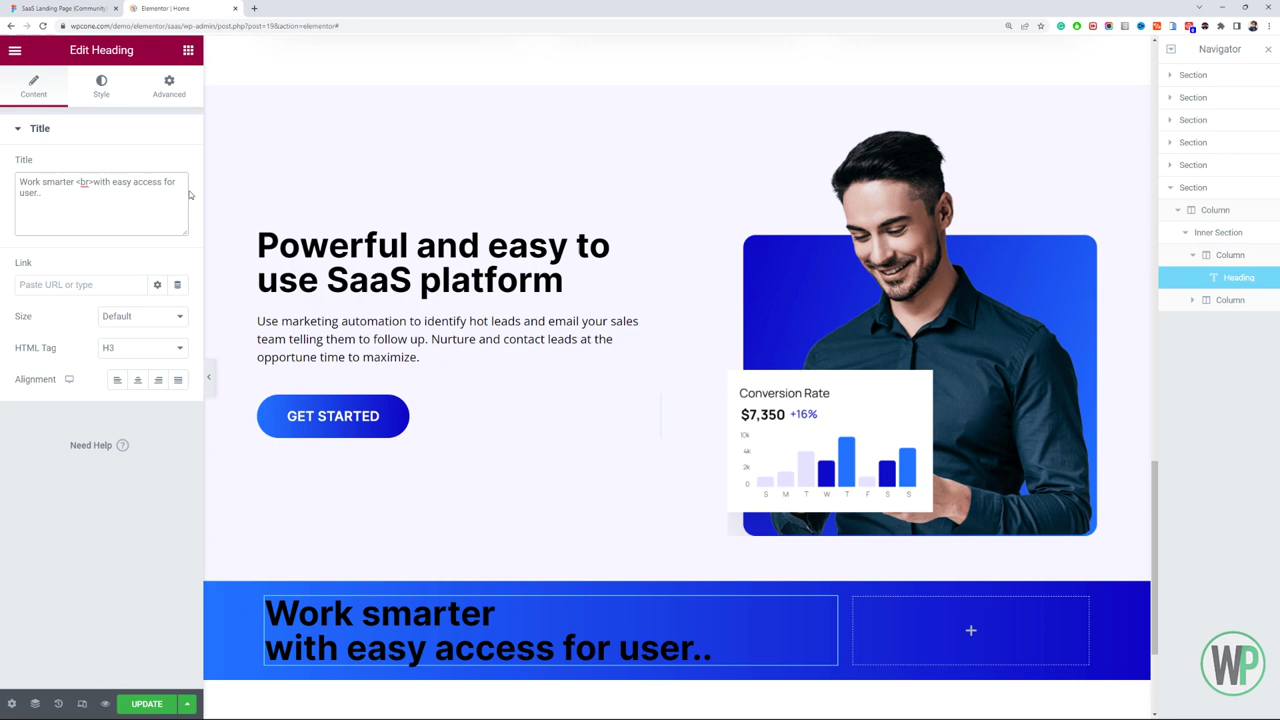 SaaS Landing Page (Community)
Elementor | Home
wpcone.com/demo/elementor/saas/wp-admin/post.php?post=19&action=elementor#
Edit Heading
Content
Style
Advanced
Title
Title
Work smarter <br>with easy access for
user..
Link
Paste URL or type
Size
Default
HTML Tag
H3
Alignment
Need Help
UPDATE
Powerful and easy to
use SaaS platform
Use marketing automation to identify hot leads and email your sales
team telling them to follow up. Nurture and contact leads at the
opportune time to maximize.
GET STARTED
Conversion Rate
$7,350 +16%
10k
4k
2k
0
S M T W T F S S
Work smarter
with easy access for user..
Navigator
Section
Section
Section
Section
Section
Section
Column
Inner Section
Column
Heading
Column
WP